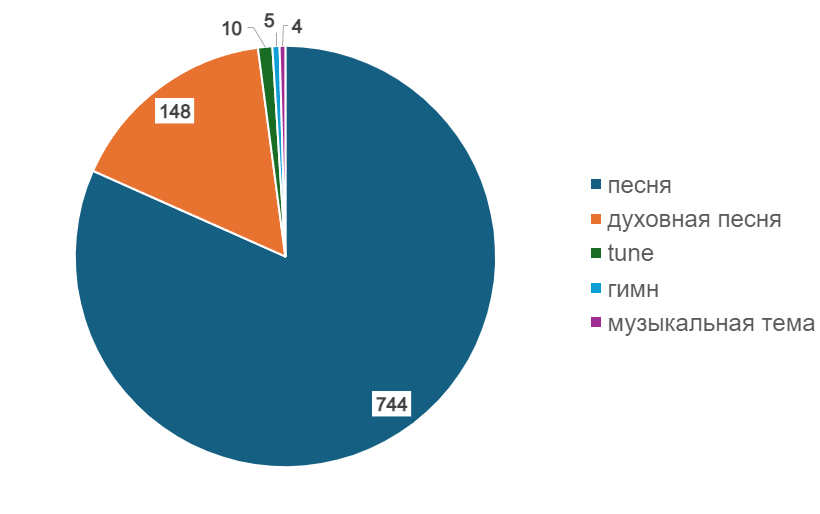 10
5
4
148
744
песня
духовная песня
tune
гимн
музыкальная тема